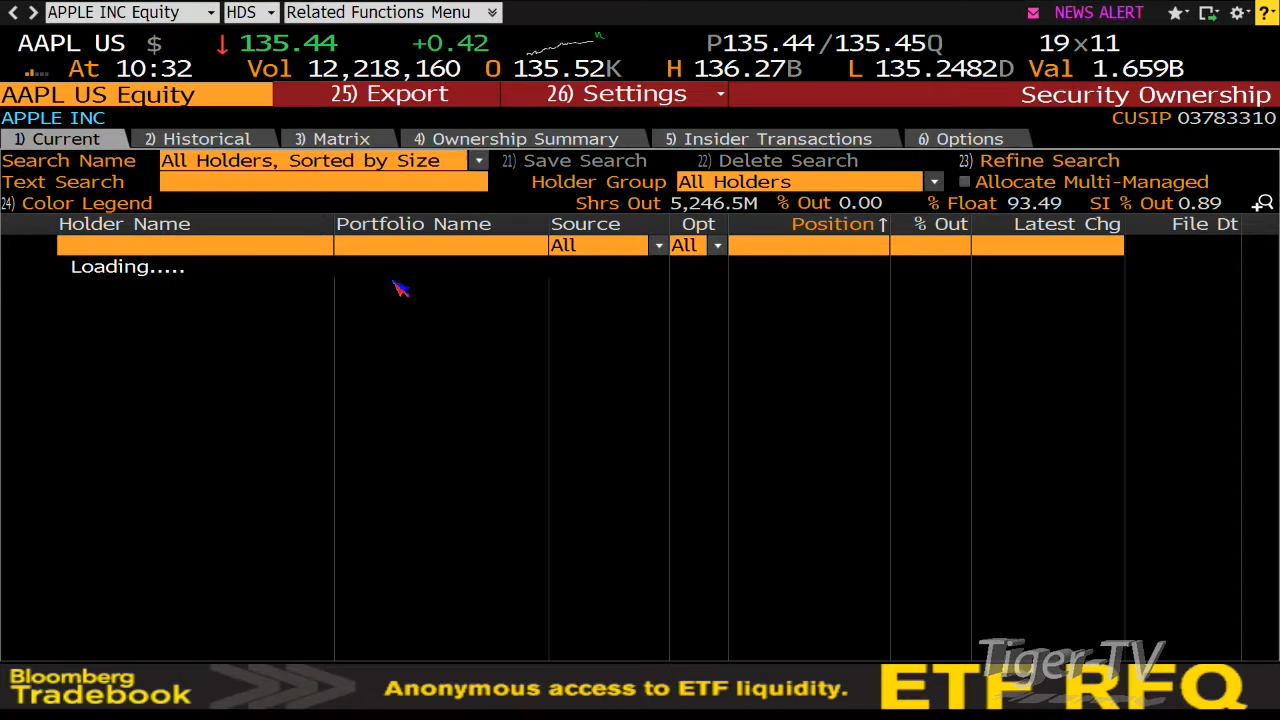 APPLE INC Equity HDS Related Functions Menu NEWS ALERT ?
AAPL US $ ↓ 135.44 +0.42 P135.44 /135.45Q 19x11
At 10:32 Vol 12,218,160 O 135.52K H 136.27B L 135.2482D Val 1.659B
AAPL US Equity 25) Export 26) Settings Security Ownership
APPLE INC CUSIP 03783310
1) Current 2) Historical 3) Matrix 4) Ownership Summary 5) Insider Transactions 6) Options
Search Name All Holders, Sorted by Size 21) Save Search 22) Delete Search 23) Refine Search
Text Search Holder Group All Holders Allocate Multi-Managed
24) Color Legend Shrs Out 5,246.5M % Out 0.00 % Float 93.49 SI % Out 0.89
Holder Name Portfolio Name Source Opt Position↑ % Out Latest Chg File Dt
All All
Loading.....
Tiger-TV
Bloomberg
Tradebook
Anonymous access to ETF liquidity.
ETF RFQ